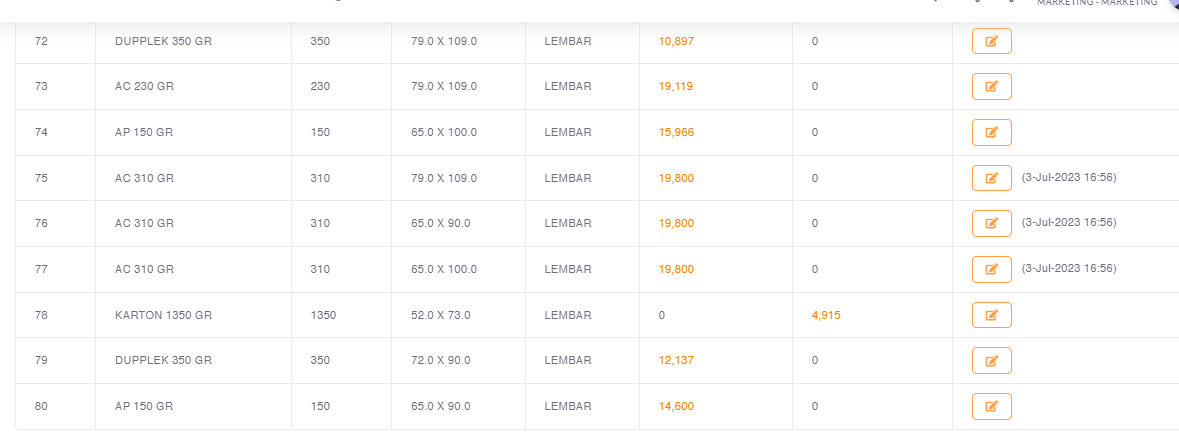 MARKETING - MARKETING
72 DUPPLEK 350 GR 350 79.0 X 109.0 LEMBAR 10,897 0
73 AC 230 GR 230 79.0 X 109.0 LEMBAR 19,119 0
74 AP 150 GR 150 65.0 X 100.0 LEMBAR 15,966 0
75 AC 310 GR 310 79.0 X 109.0 LEMBAR 19,800 0 (3-Jul-2023 16:56)
76 AC 310 GR 310 65.0 X 90.0 LEMBAR 19,800 0 (3-Jul-2023 16:56)
77 AC 310 GR 310 65.0 X 100.0 LEMBAR 19,800 0 (3-Jul-2023 16:56)
78 KARTON 1350 GR 1350 52.0 X 73.0 LEMBAR 0 4,915
79 DUPPLEK 350 GR 350 72.0 X 90.0 LEMBAR 12,137 0
80 AP 150 GR 150 65.0 X 90.0 LEMBAR 14,600 0